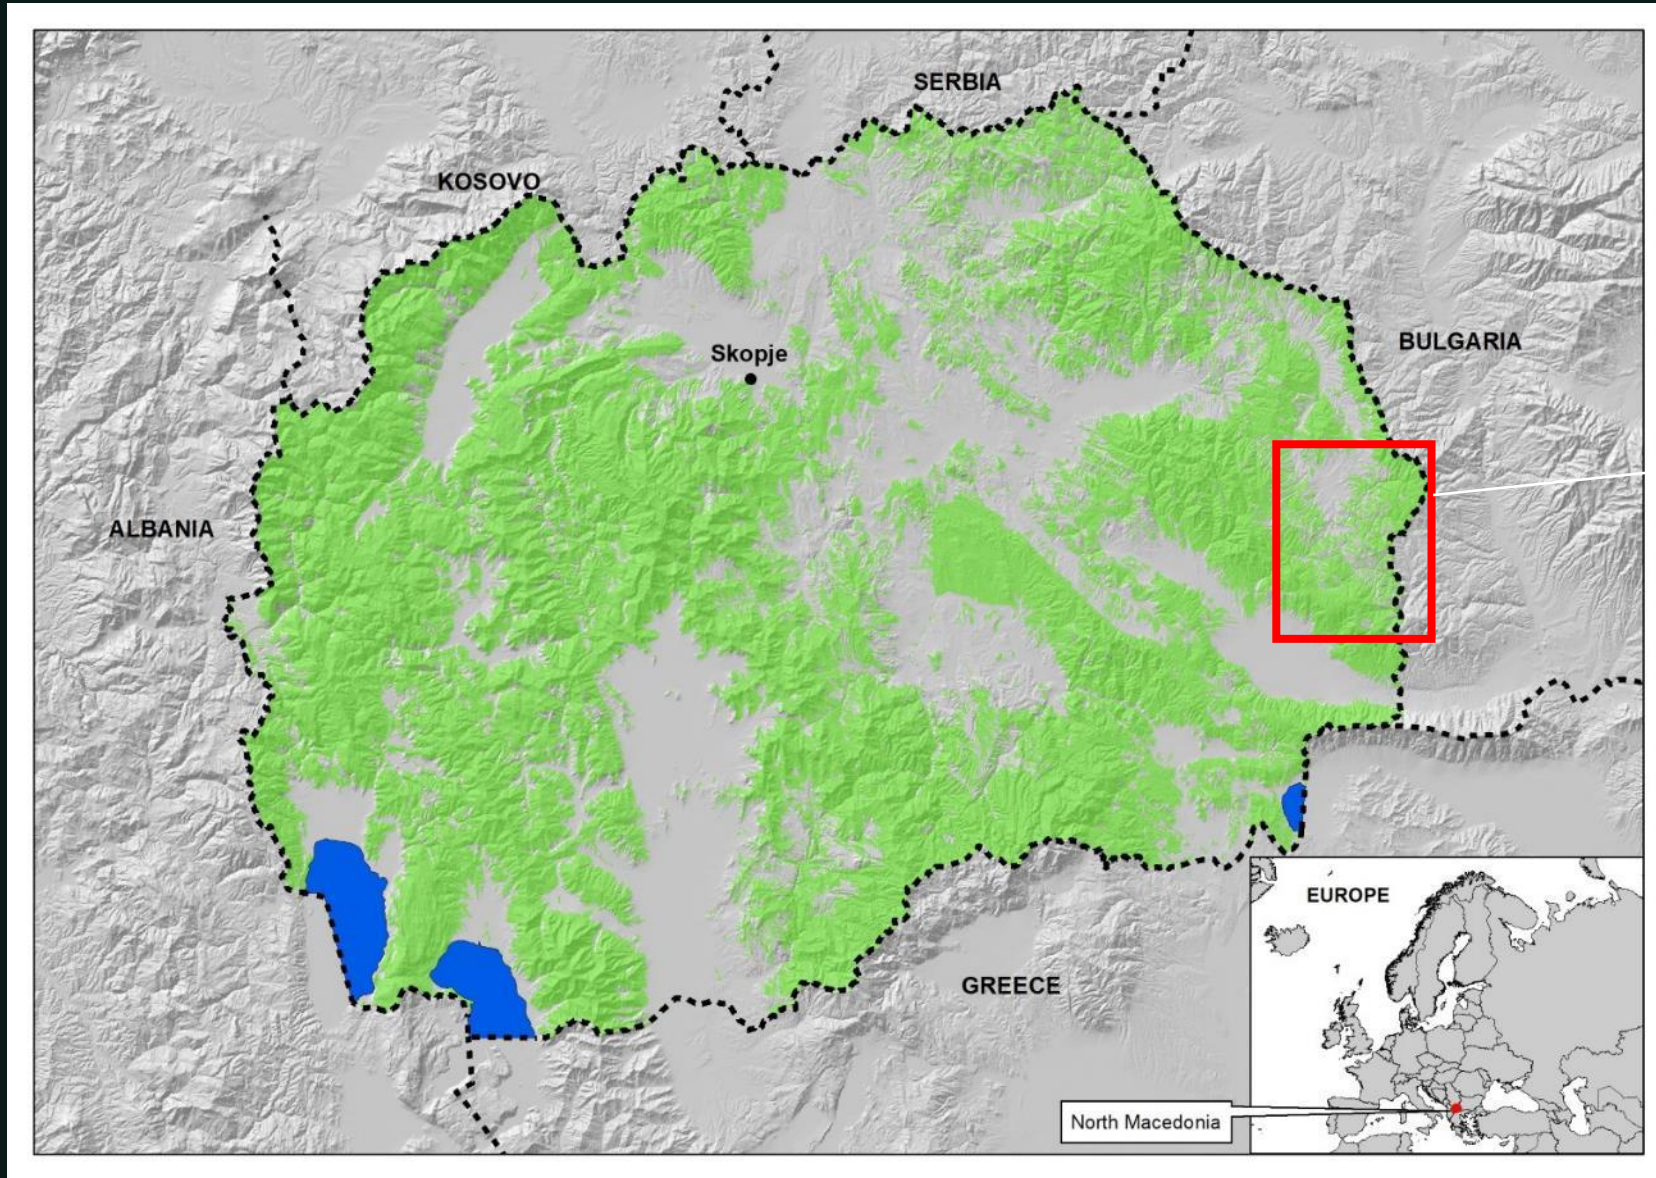 SERBIA
KOSOVO
BULGARIA
Skopje
ALBANIA
EUROPE
GREECE
North Macedonia